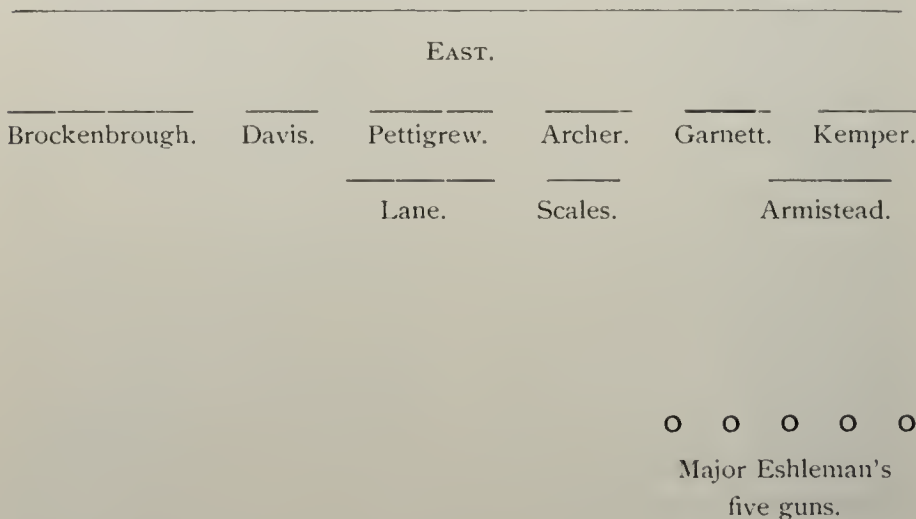 EAST.
Brockenbrough. Davis. Pettigrew. Archer. Garnett. Kemper.
Lane. Scales. Armistead.
o o o o o
Major Eshleman's
five guns.